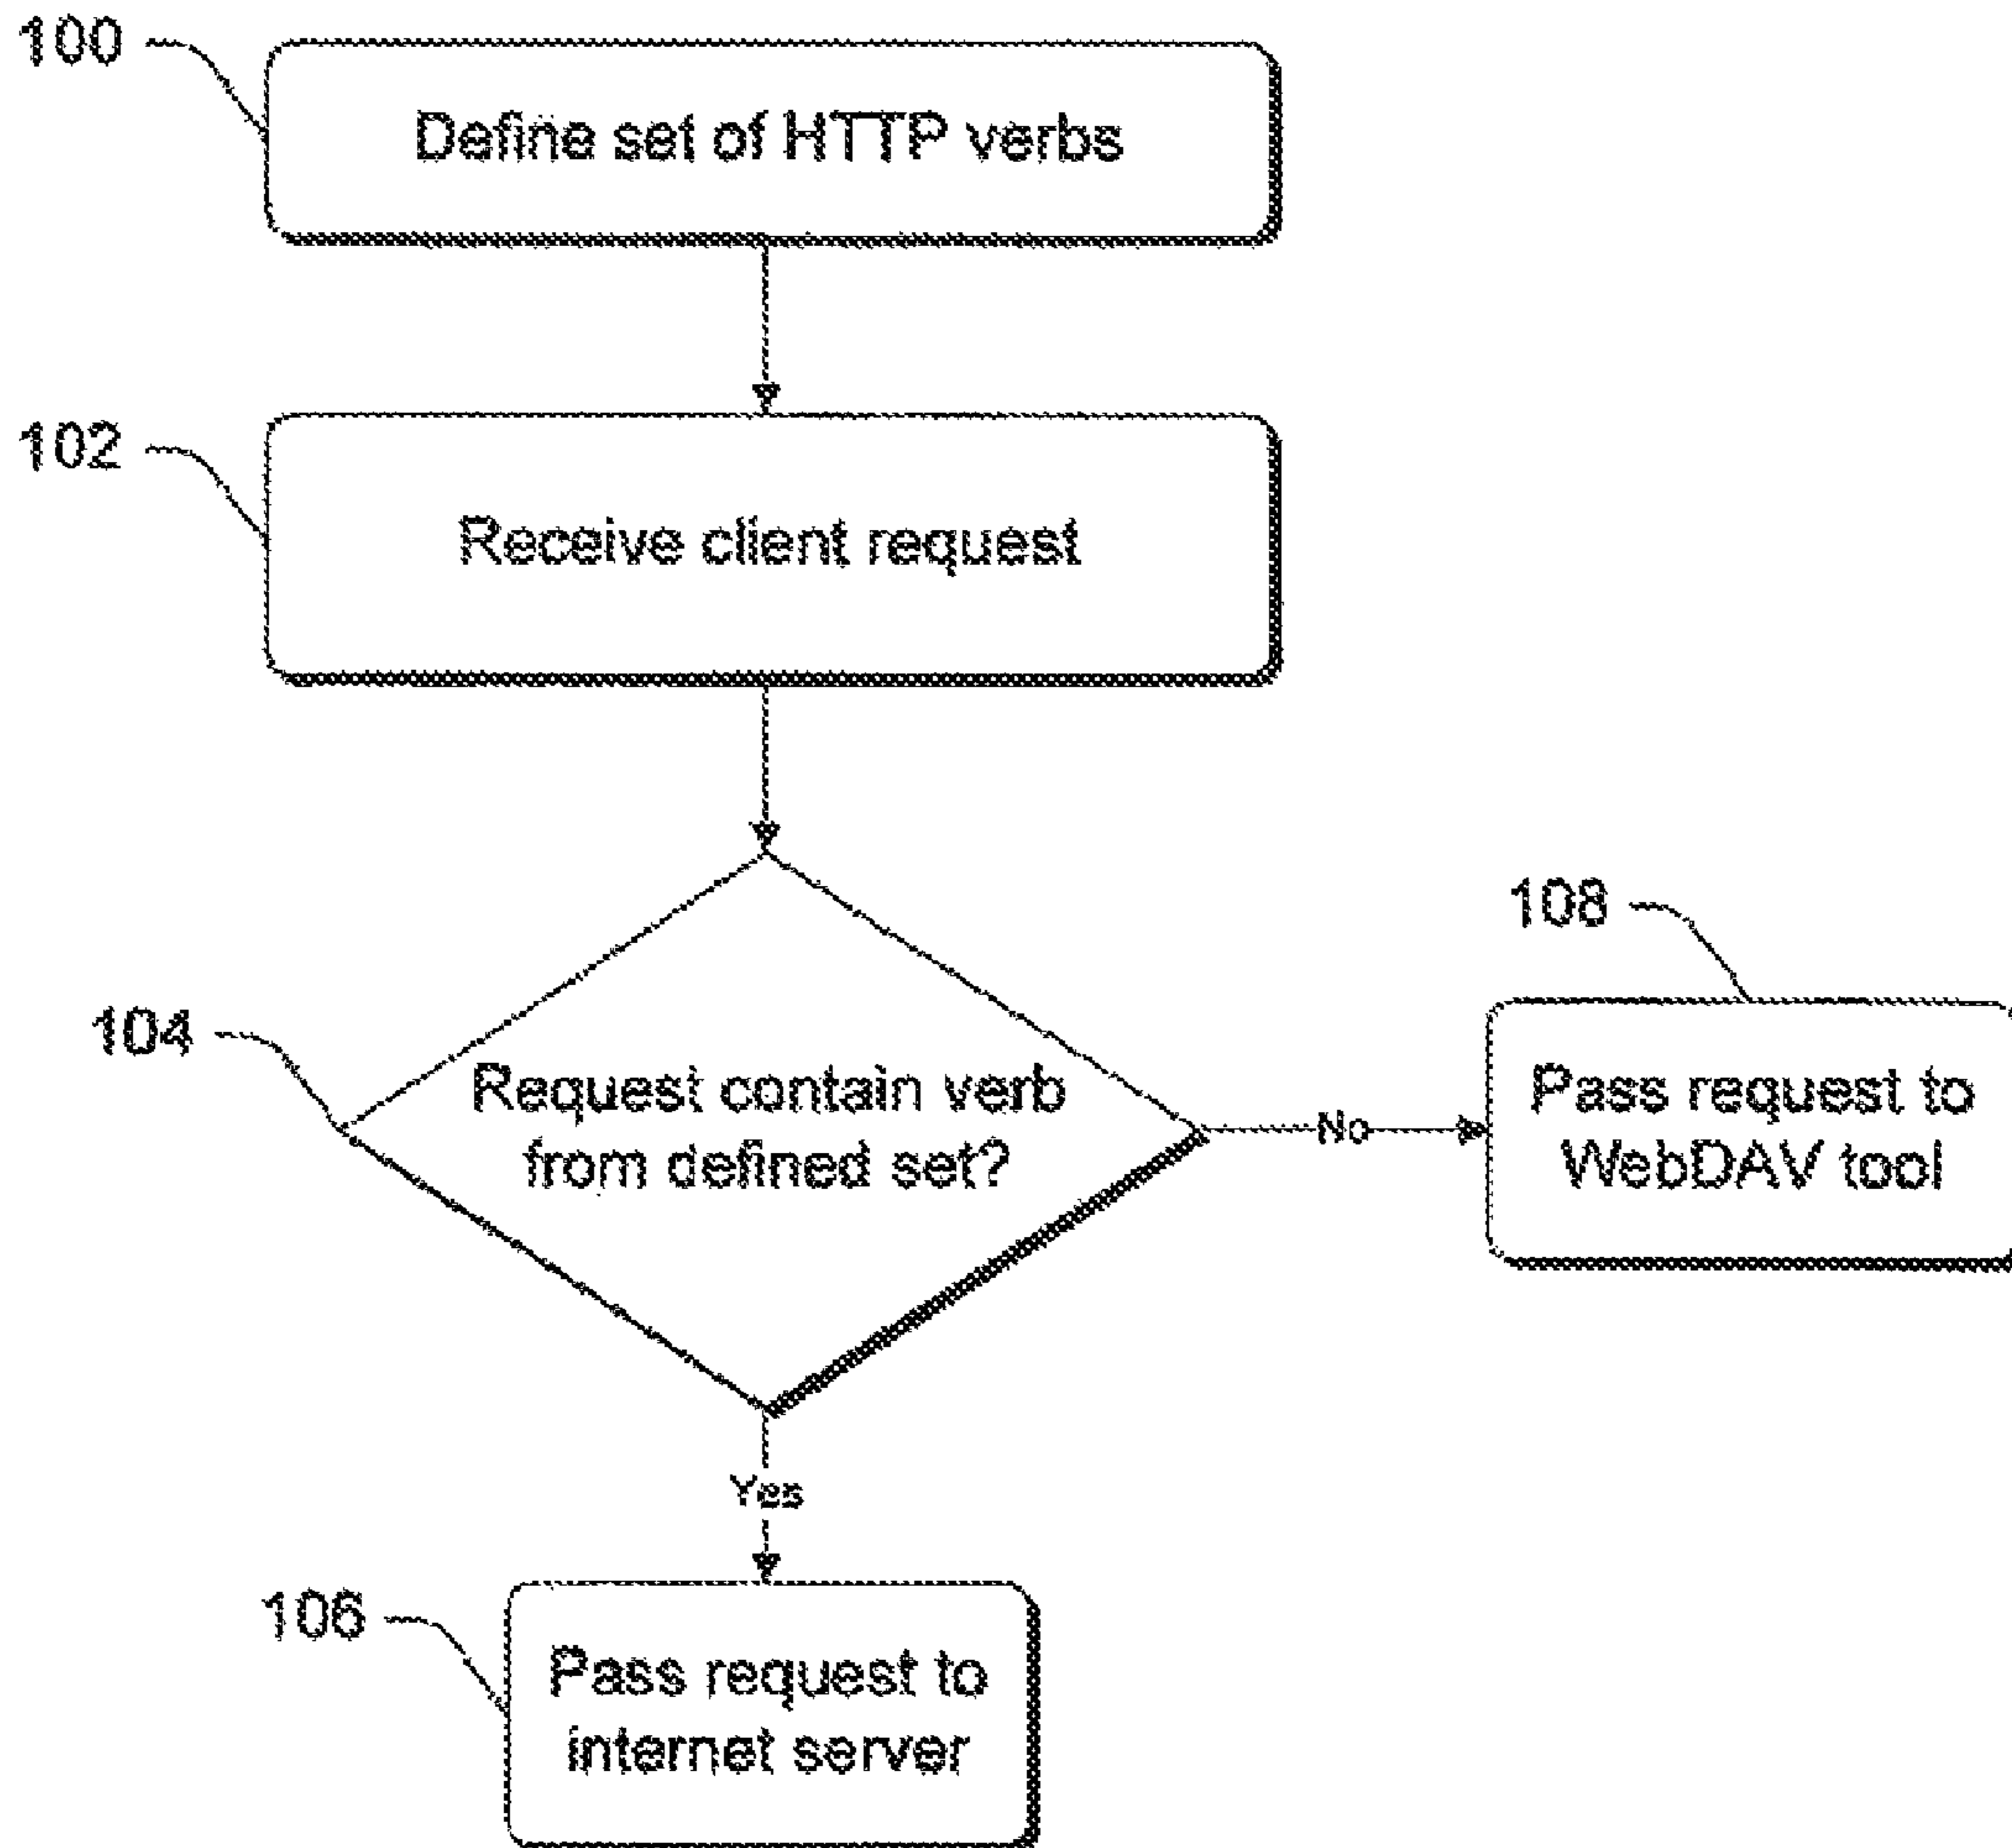 100
Define set of HTTP verbs
102
Receive client request
104
Request contain verb
from defined set?
No
108
Pass request to
WebDAV tool
Yes
106
Pass request to
internet server